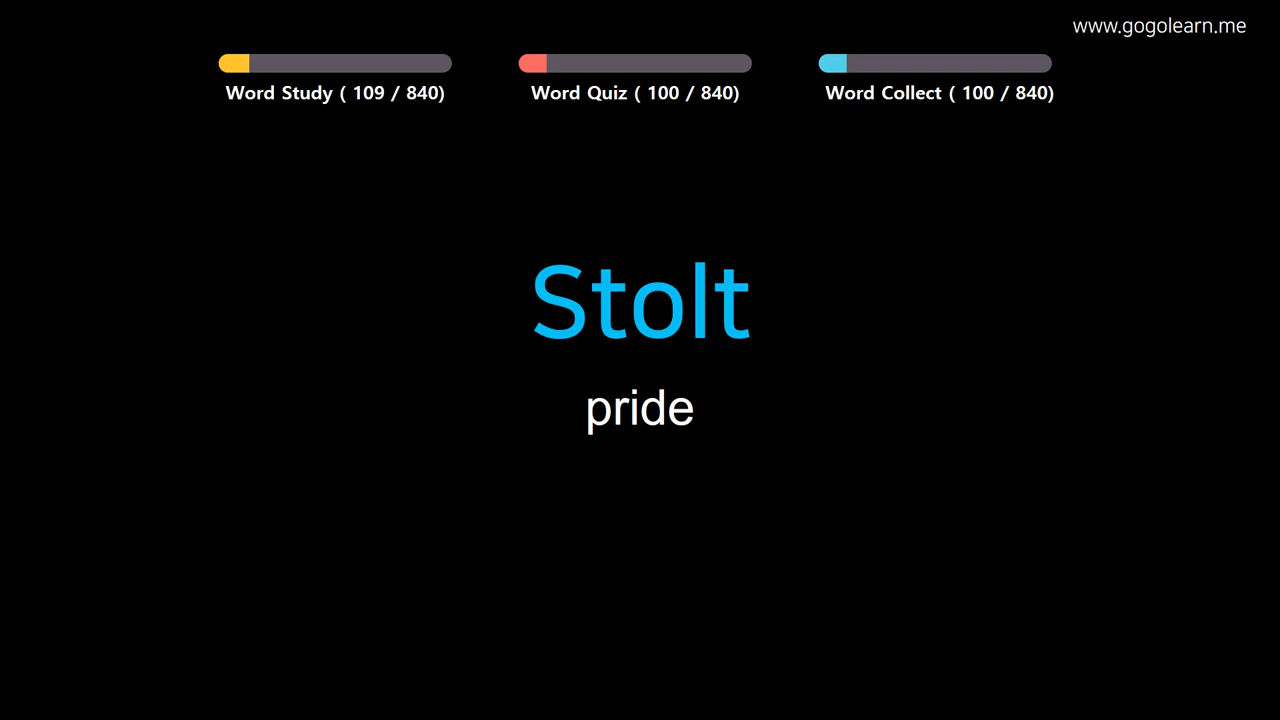 www.gogolearn.me
Word Study ( 109 / 840)
Word Quiz ( 100 / 840)
Word Collect ( 100 / 840)
Stolt
pride